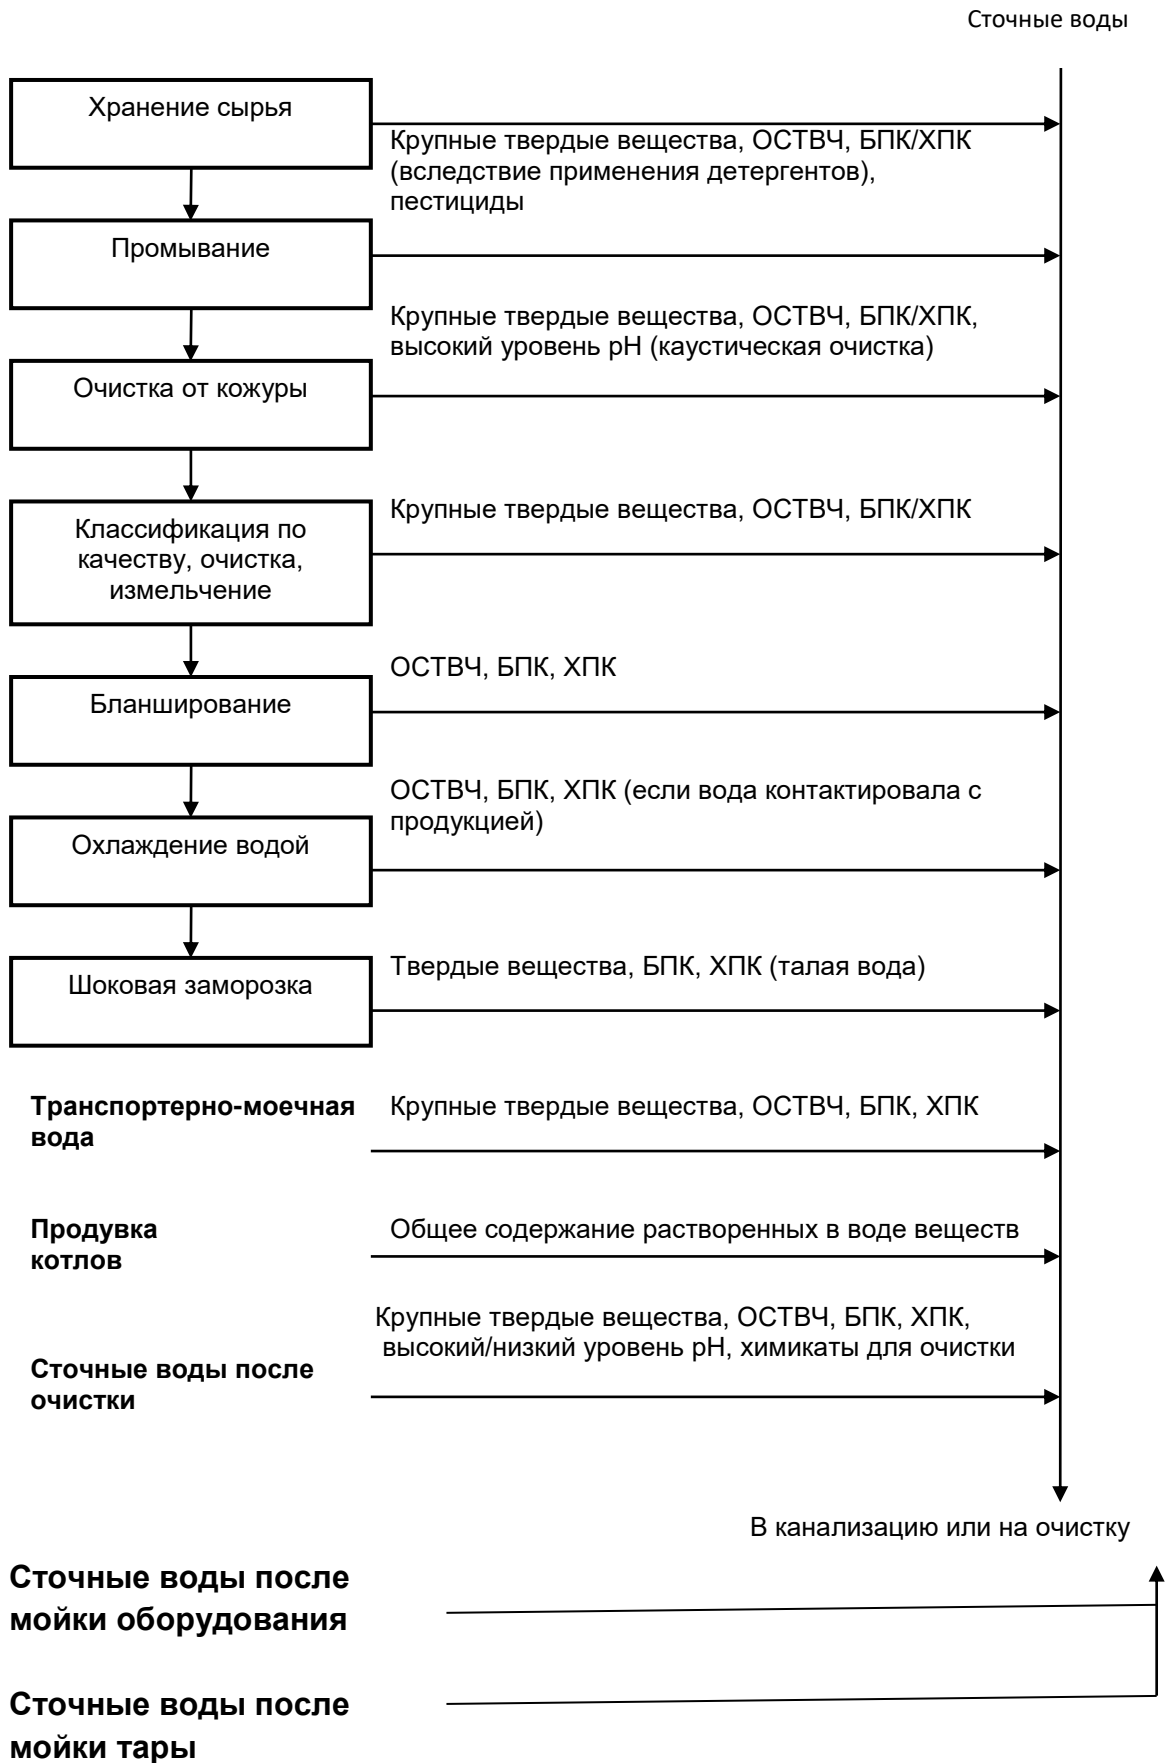 Сточные воды
Хранение сырья
Крупные твердые вещества, ОСТВЧ, БПК/ХПК
(вследствие применения детергентов),
пестициды
Промывание
Крупные твердые вещества, ОСТВЧ, БПК/ХПК,
высокий уровень pH (каустическая очистка)
Очистка от кожуры
Крупные твердые вещества, ОСТВЧ, БПК/ХПК
Классификация по
качеству, очистка,
измельчение
ОСТВЧ, БПК, ХПК
Бланширование
ОСТВЧ, БПК, ХПК (если вода контактировала с
продукцией)
Охлаждение водой
Твердые вещества, БПК, ХПК (талая вода)
Шоковая заморозка
Транспортерно-моечная
вода
Крупные твердые вещества, ОСТВЧ, БПК, ХПК
Продувка
котлов
Общее содержание растворенных в воде веществ
Крупные твердые вещества, ОСТВЧ, БПК, ХПК,
высокий/низкий уровень pH, химикаты для очистки
Сточные воды после
очистки
В канализацию или на очистку
Сточные воды после
мойки оборудования
Сточные воды после
мойки тары